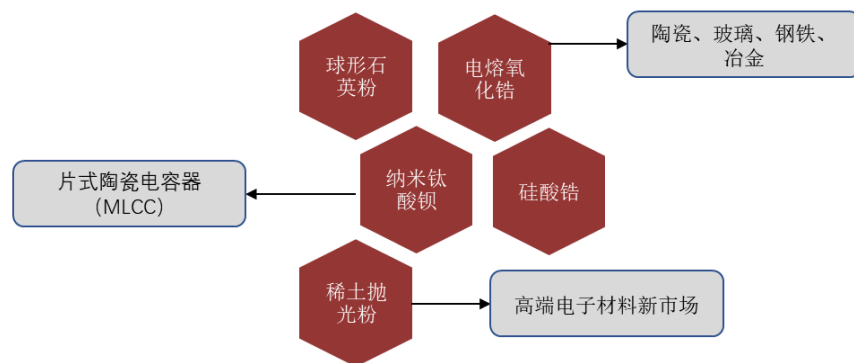 球形石
英粉
电熔氧
化锆
陶瓷、玻璃、钢铁、
冶金
片式陶瓷电容器
（MLCC）
纳米钛
酸钡
硅酸锆
稀土抛
光粉
高端电子材料新市场